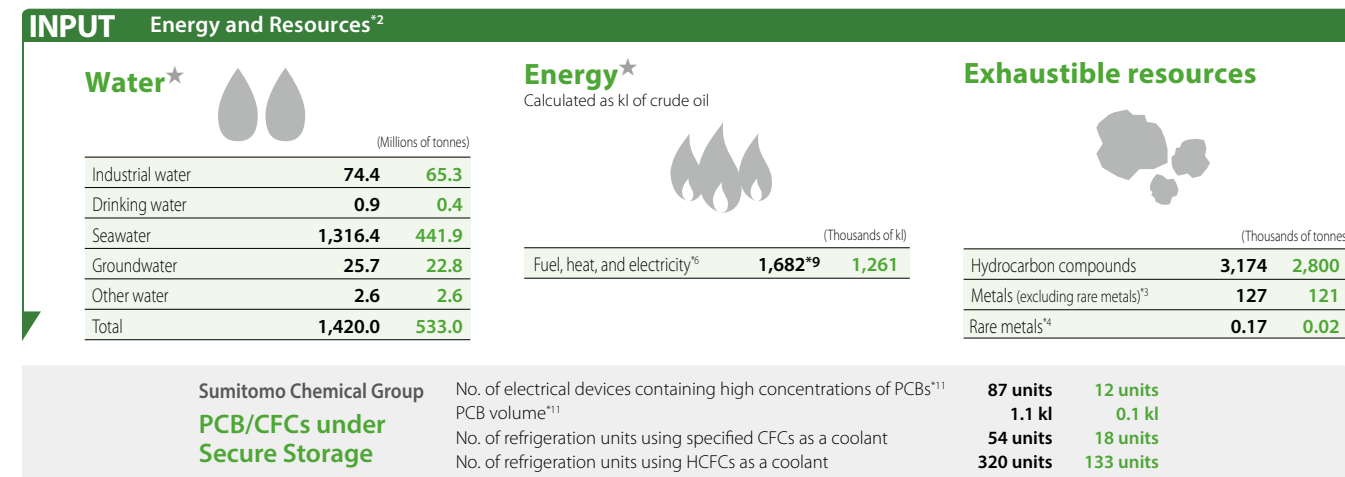 INPUT Energy and Resources*2
Water★
(Millions of tonnes)
Industrial water 74.4 65.3
Drinking water 0.9 0.4
Seawater 1,316.4 441.9
Groundwater 25.7 22.8
Other water 2.6 2.6
Total 1,420.0 533.0
Energy★
Calculated as kl of crude oil
(Thousands of kl)
Fuel, heat, and electricity*6 1,682*9 1,261
Exhaustible resources
(Thousands of tonnes
Hydrocarbon compounds 3,174 2,800
Metals (excluding rare metals)*3 127 121
Rare metals*4 0.17 0.02
Sumitomo Chemical Group
PCB/CFCs under
Secure Storage
No. of electrical devices containing high concentrations of PCBs*11 87 units 12 units
PCB volume*11 1.1 kl 0.1 kl
No. of refrigeration units using specified CFCs as a coolant 54 units 18 units
No. of refrigeration units using HCFCs as a coolant 320 units 133 units